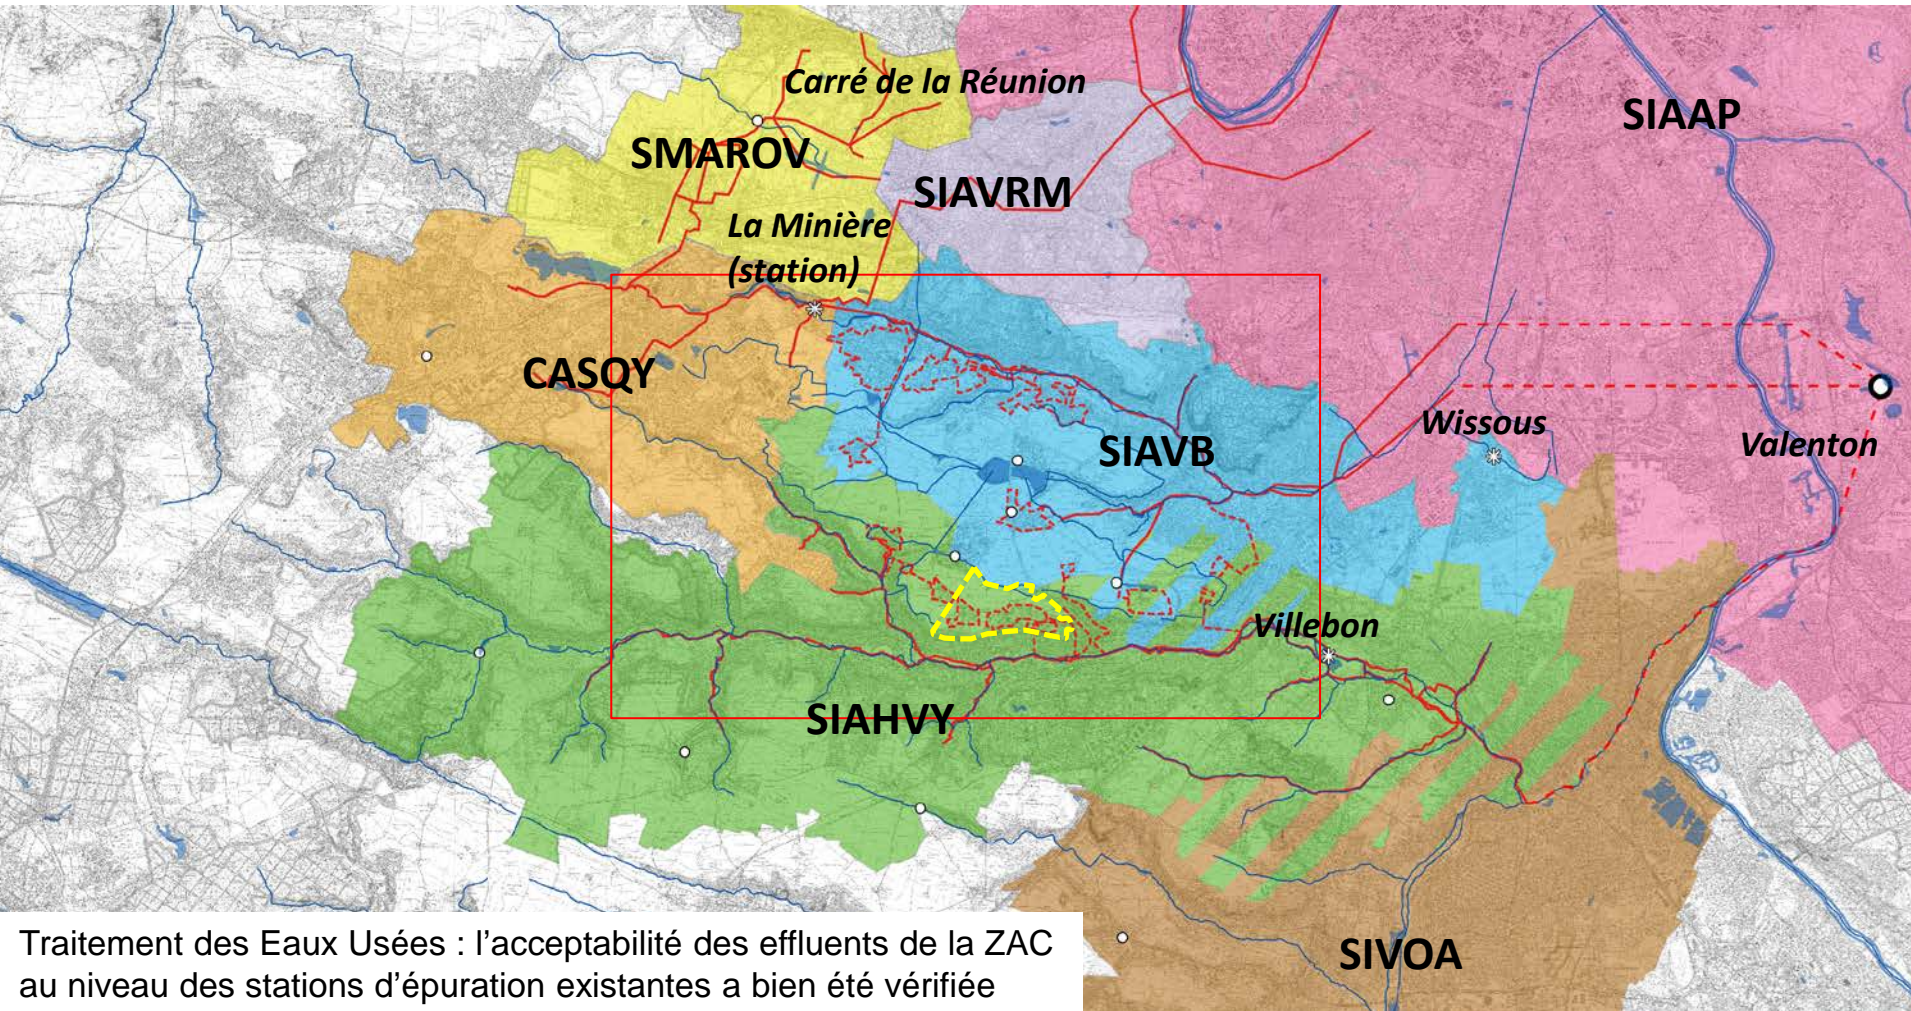 Carré de la Réunion
SIAAP
SMAROV
SIAVRM
La Minière
(station)
CASQY
Wissous
SIAVB
Valenton
Villebon
SIAHVY
SIVOA
Traitement des Eaux Usées : l'acceptabilité des effluents de la ZAC
au niveau des stations d'épuration existantes a bien été vérifiée